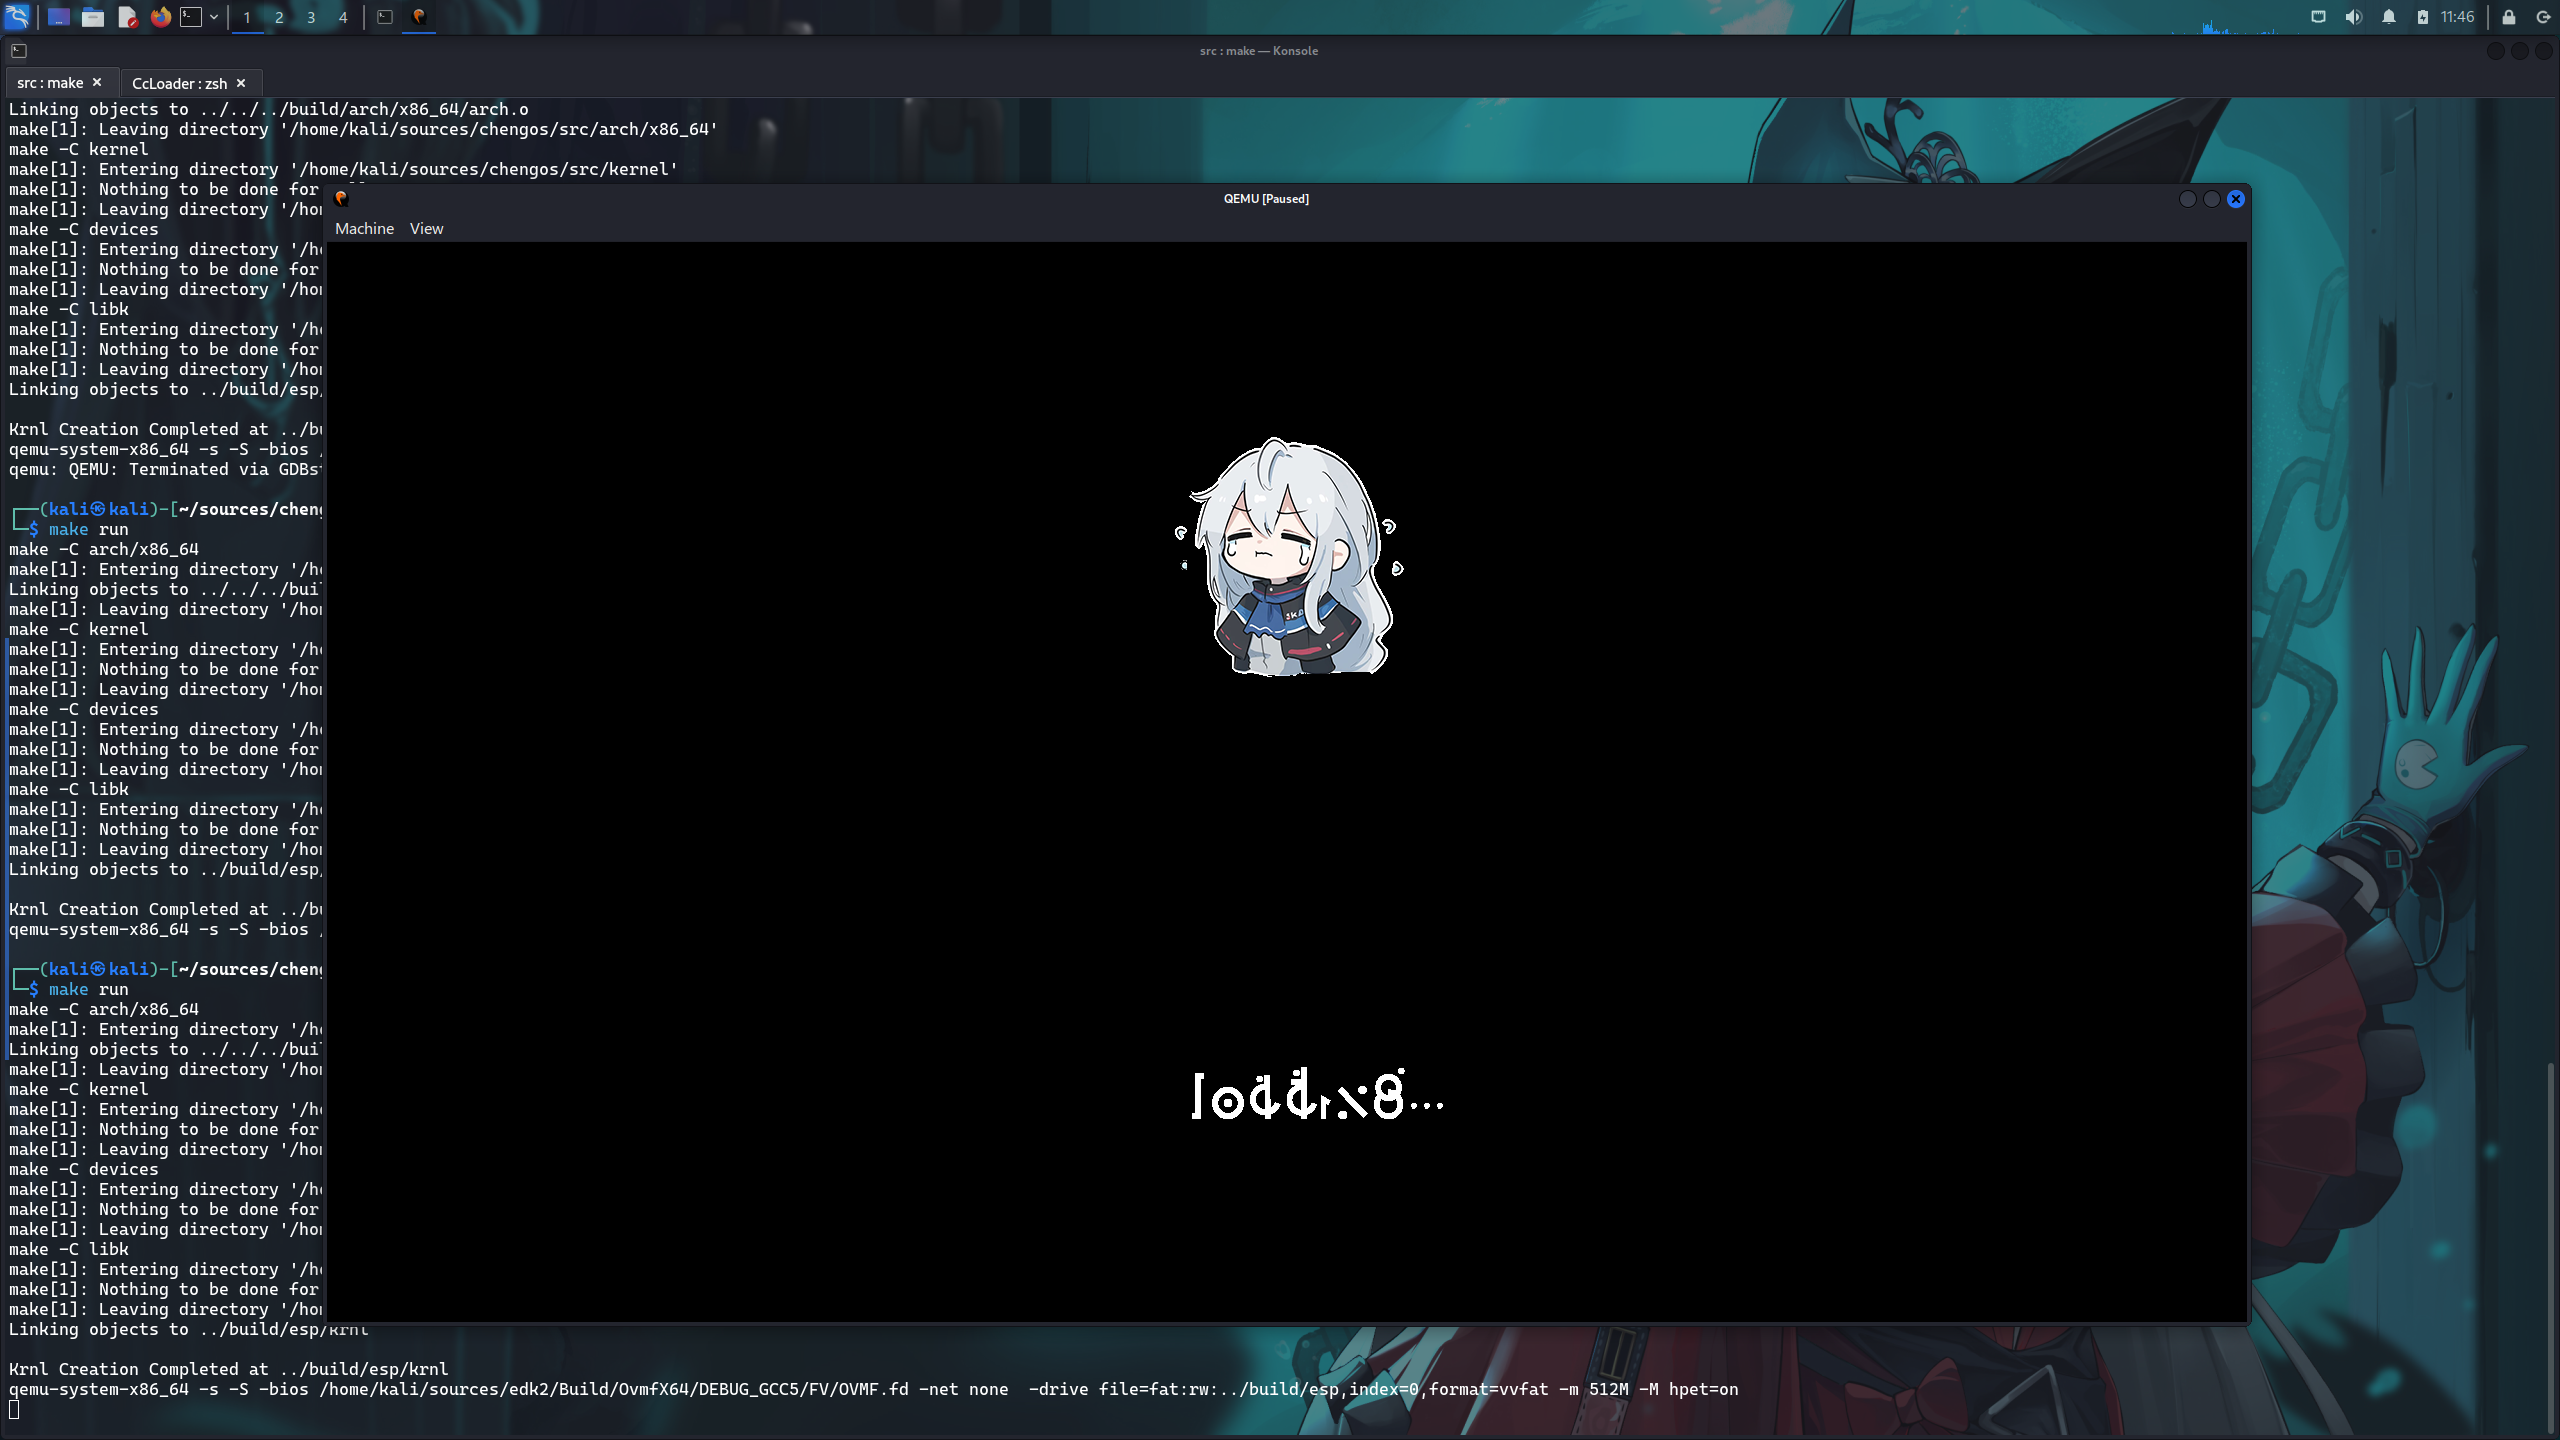 1 2 3 4 11:46
src : make — Konsole
src : make CcLoader : zsh
Linking objects to ../../../build/arch/x86_64/arch.o
make[1]: Leaving directory '/home/kali/sources/chengos/src/arch/x86_64'
make -C kernel
make[1]: Entering directory '/home/kali/sources/chengos/src/kernel'
make[1]: Nothing to be done for
make[1]: Leaving directory '/ho
make -C devices
make[1]: Entering directory '/h
make[1]: Nothing to be done for
make[1]: Leaving directory '/ho
make -C libk
make[1]: Entering directory '/h
make[1]: Nothing to be done for
make[1]: Leaving directory '/ho
Linking objects to ../build/esp/
Krnl Creation Completed at ../b
qemu-system-x86_64 -s -S -bios /
qemu: QEMU: Terminated via GDBs
(kali㉿kali)-[~/sources/chen
$ make run
make -C arch/x86_64
make[1]: Entering directory '/h
Linking objects to ../../../bui
make[1]: Leaving directory '/ho
make -C kernel
make[1]: Entering directory '/h
make[1]: Nothing to be done for
make[1]: Leaving directory '/ho
make -C devices
make[1]: Entering directory '/h
make[1]: Nothing to be done for
make[1]: Leaving directory '/ho
make -C libk
make[1]: Entering directory '/h
make[1]: Nothing to be done for
make[1]: Leaving directory '/ho
Linking objects to ../build/esp/
Krnl Creation Completed at ../b
qemu-system-x86_64 -s -S -bios /
(kali㉿kali)-[~/sources/chen
$ make run
make -C arch/x86_64
make[1]: Entering directory '/h
Linking objects to ../../../bui
make[1]: Leaving directory '/ho
make -C kernel
make[1]: Entering directory '/h
make[1]: Nothing to be done for
make[1]: Leaving directory '/ho
make -C devices
make[1]: Entering directory '/h
make[1]: Nothing to be done for
make[1]: Leaving directory '/ho
make -C libk
make[1]: Entering directory '/h
make[1]: Nothing to be done for
make[1]: Leaving directory '/ho
Linking objects to ../build/esp/krnl
Krnl Creation Completed at ../build/esp/krnl
qemu-system-x86_64 -s -S -bios /home/kali/sources/edk2/Build/OvmfX64/DEBUG_GCC5/FV/OVMF.fd -net none -drive file=fat:rw:../build/esp,index=0,format=vvfat -m 512M -M hpet=on
QEMU [Paused]
Machine View